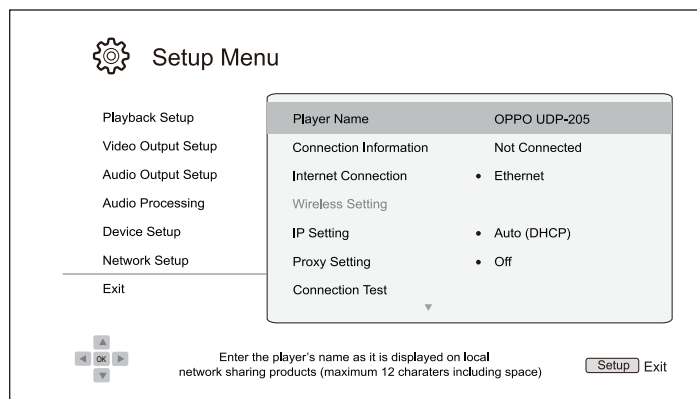 Setup Menu
Playback Setup
Video Output Setup
Audio Output Setup
Audio Processing
Device Setup
Network Setup
Exit
Player Name OPPO UDP-205
Connection Information Not Connected
Internet Connection • Ethernet
Wireless Setting
IP Setting • Auto (DHCP)
Proxy Setting • Off
Connection Test
OK
Enter the player's name as it is displayed on local
network sharing products (maximum 12 charaters including space)
Setup Exit